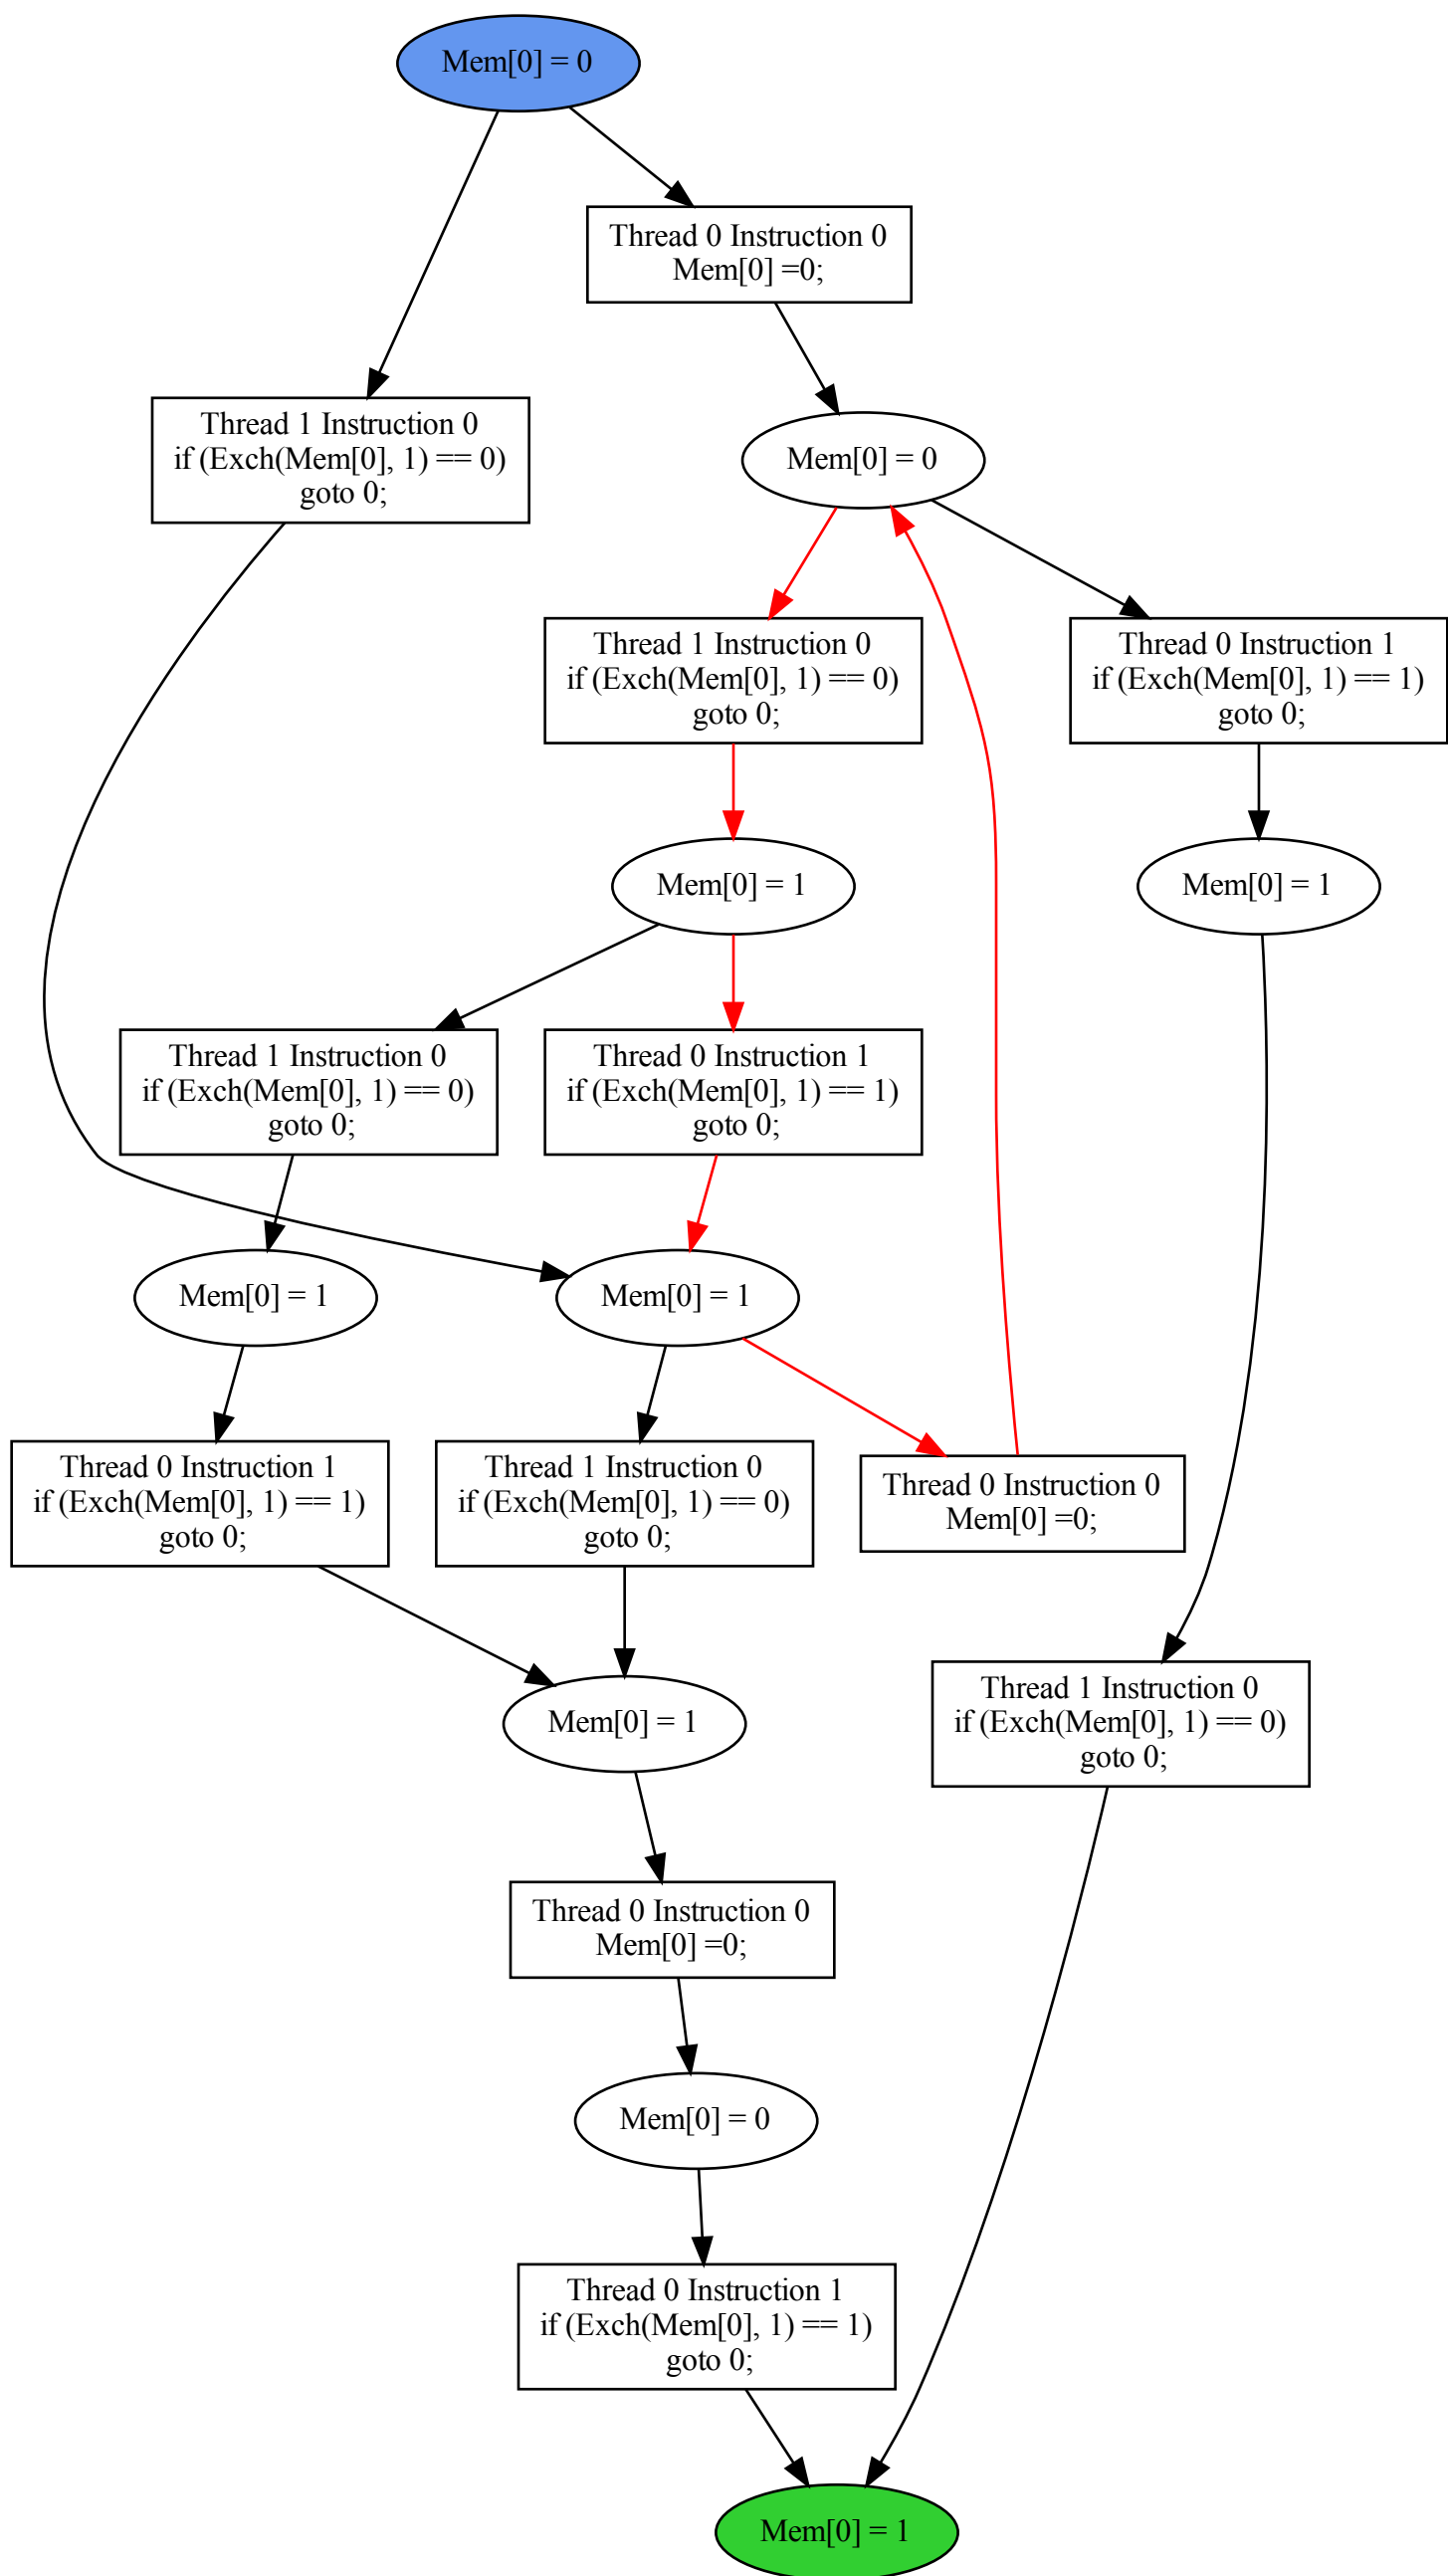 Mem[0] = 0
Thread 0 Instruction 0
Mem[0] =0;
Thread 1 Instruction 0
if (Exch(Mem[0], 1) == 0)
goto 0;
Mem[0] = 0
Thread 1 Instruction 0
if (Exch(Mem[0], 1) == 0)
goto 0;
Thread 0 Instruction 1
if (Exch(Mem[0], 1) == 1)
goto 0;
Mem[0] = 1
Mem[0] = 1
Thread 1 Instruction 0
if (Exch(Mem[0], 1) == 0)
goto 0;
Thread 0 Instruction 1
if (Exch(Mem[0], 1) == 1)
goto 0;
Mem[0] = 1
Mem[0] = 1
Thread 0 Instruction 1
if (Exch(Mem[0], 1) == 1)
goto 0;
Thread 1 Instruction 0
if (Exch(Mem[0], 1) == 0)
goto 0;
Thread 0 Instruction 0
Mem[0] =0;
Mem[0] = 1
Thread 1 Instruction 0
if (Exch(Mem[0], 1) == 0)
goto 0;
Thread 0 Instruction 0
Mem[0] =0;
Mem[0] = 0
Thread 0 Instruction 1
if (Exch(Mem[0], 1) == 1)
goto 0;
Mem[0] = 1